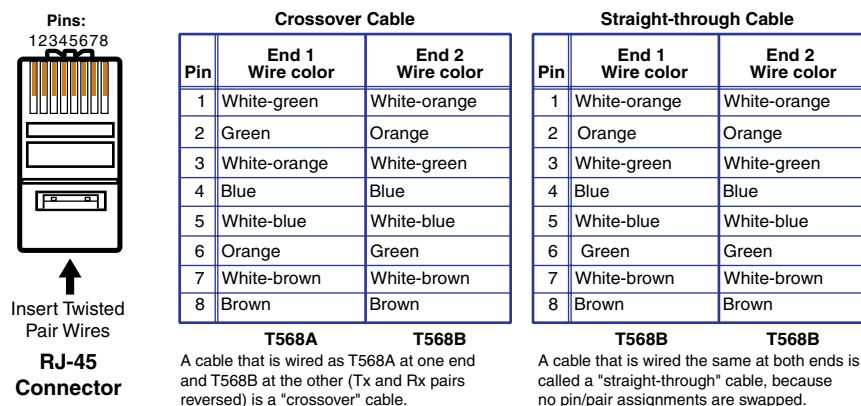 Pins:
12345678
Insert Twisted
Pair Wires
RJ-45
Connector
Crossover Cable
Pin End 1 Wire color End 2 Wire color
1 White-green White-orange
2 Green Orange
3 White-orange White-green
4 Blue Blue
5 White-blue White-blue
6 Orange Green
7 White-brown White-brown
8 Brown Brown
T568A T568B
A cable that is wired as T568A at one end
and T568B at the other (Tx and Rx pairs
reversed) is a "crossover" cable.
Straight-through Cable
Pin End 1 Wire color End 2 Wire color
1 White-orange White-orange
2 Orange Orange
3 White-green White-green
4 Blue Blue
5 White-blue White-blue
6 Green Green
7 White-brown White-brown
8 Brown Brown
T568B T568B
A cable that is wired the same at both ends is
called a "straight-through" cable, because
no pin/pair assignments are swapped.